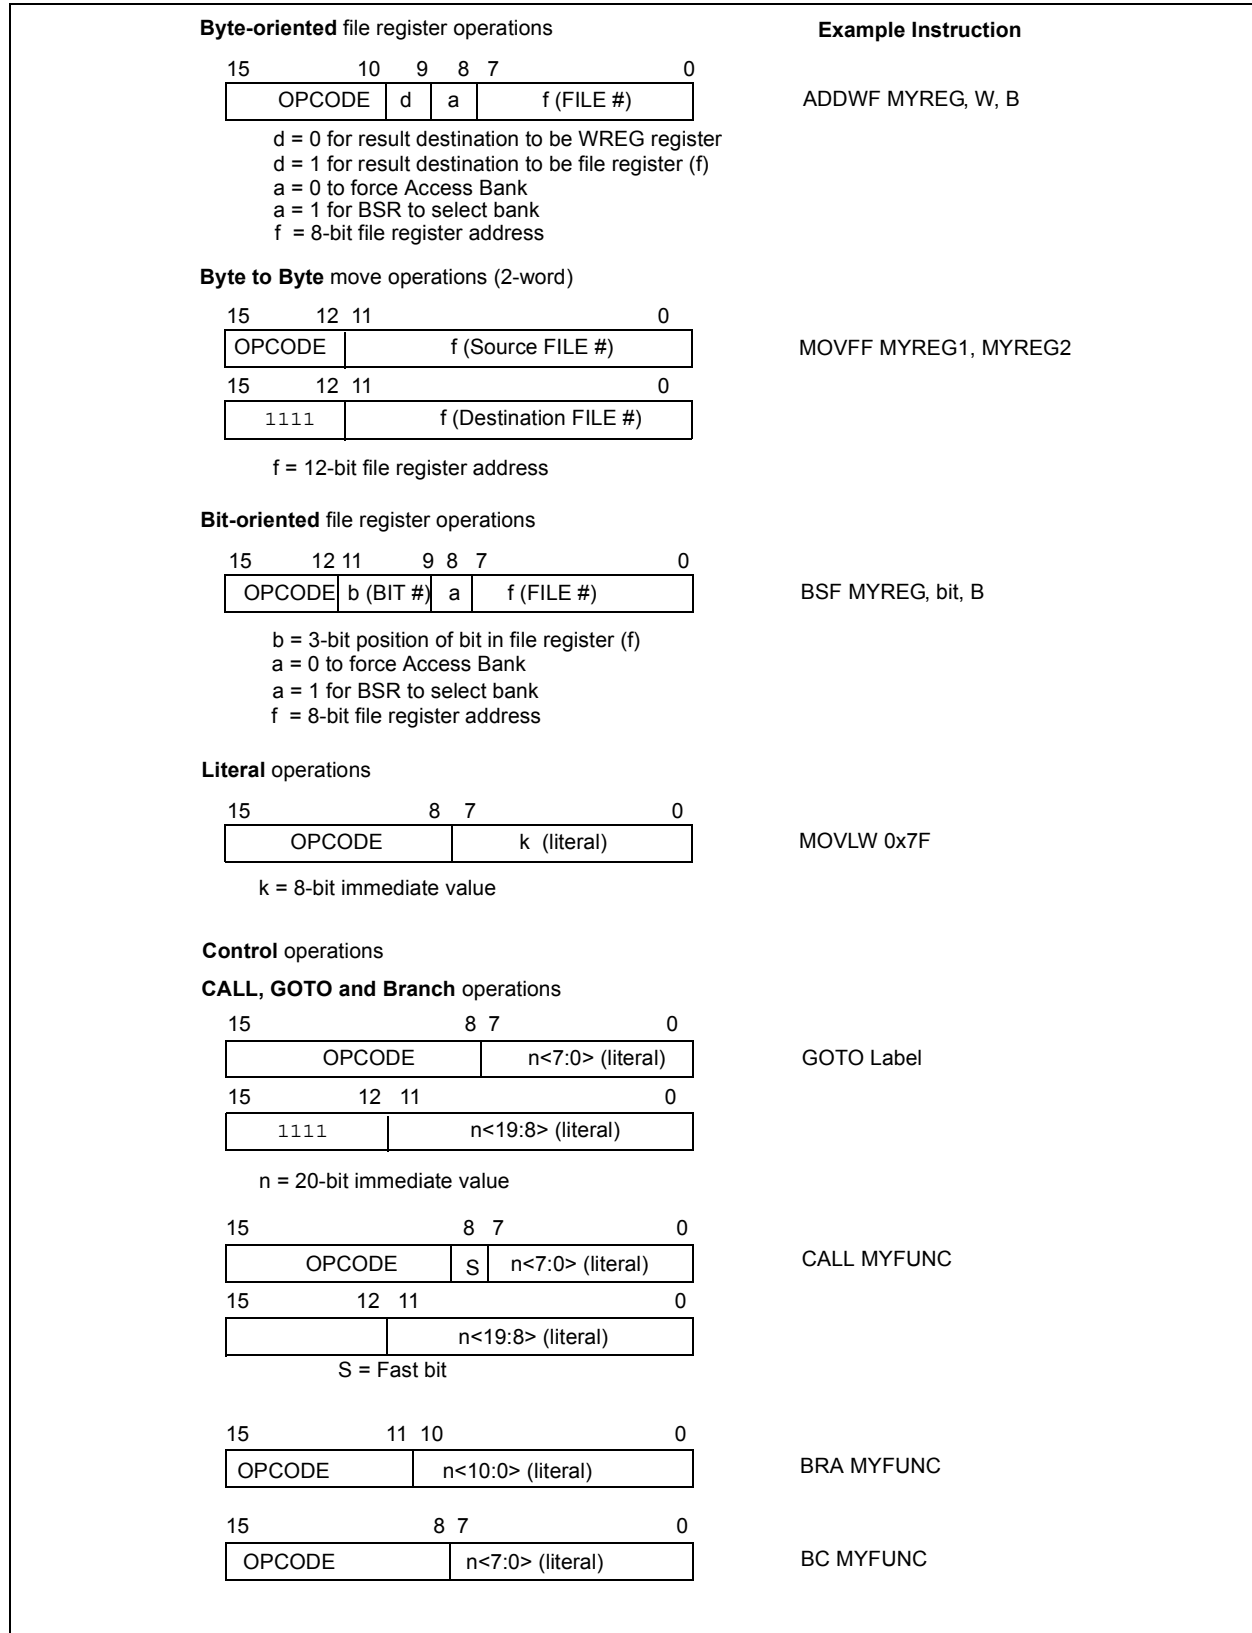 Byte-oriented file register operations Example Instruction
15 10 9 8 7 0
OPCODE d a f (FILE #) ADDWF MYREG, W, B
d = 0 for result destination to be WREG register
d = 1 for result destination to be file register (f)
a = 0 to force Access Bank
a = 1 for BSR to select bank
f = 8-bit file register address
Byte to Byte move operations (2-word)
15 12 11 0
OPCODE f (Source FILE #) MOVFF MYREG1, MYREG2
15 12 11 0
1111 f (Destination FILE #)
f = 12-bit file register address
Bit-oriented file register operations
15 12 11 9 8 7 0
OPCODE b (BIT #) a f (FILE #) BSF MYREG, bit, B
b = 3-bit position of bit in file register (f)
a = 0 to force Access Bank
a = 1 for BSR to select bank
f = 8-bit file register address
Literal operations
15 8 7 0
OPCODE k (literal) MOVLW 0x7F
k = 8-bit immediate value
Control operations
CALL, GOTO and Branch operations
15 8 7 0
OPCODE n<7:0> (literal) GOTO Label
15 12 11 0
1111 n<19:8> (literal)
n = 20-bit immediate value
15 8 7 0
OPCODE S n<7:0> (literal) CALL MYFUNC
15 12 11 0
n<19:8> (literal)
S = Fast bit
15 11 10 0
OPCODE n<10:0> (literal) BRA MYFUNC
15 8 7 0
OPCODE n<7:0> (literal) BC MYFUNC